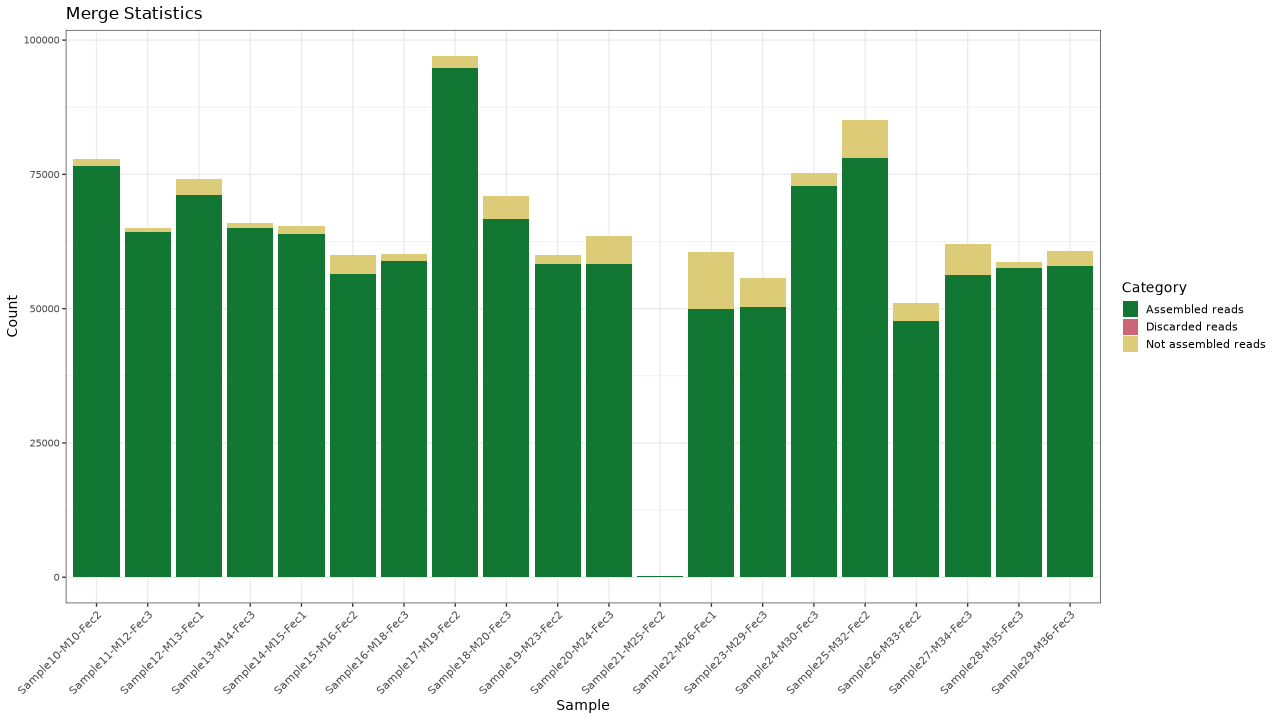 Merge Statistics
100000
75000
50000
25000
0
Count
Sample10-M10-Fec2
Sample11-M12-Fec3
Sample12-M13-Fec1
Sample13-M14-Fec3
Sample14-M15-Fec1
Sample15-M16-Fec2
Sample16-M18-Fec3
Sample17-M19-Fec2
Sample18-M20-Fec3
Sample19-M23-Fec2
Sample20-M24-Fec3
Sample21-M25-Fec2
Sample22-M26-Fec1
Sample23-M29-Fec3
Sample24-M30-Fec3
Sample25-M32-Fec2
Sample26-M33-Fec2
Sample27-M34-Fec3
Sample28-M35-Fec3
Sample29-M36-Fec3
Sample
Category
Assembled reads
Discarded reads
Not assembled reads